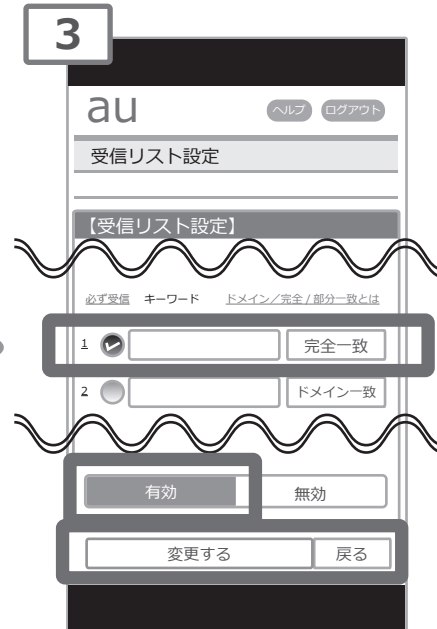 3
au ヘルプ ログアウト
受信リスト設定
【受信リスト設定】
必ず受信 キーワード ドメイン／完全/部分一致とは
1 完全一致
2 ドメイン一致
有効 無効
変更する 戻る